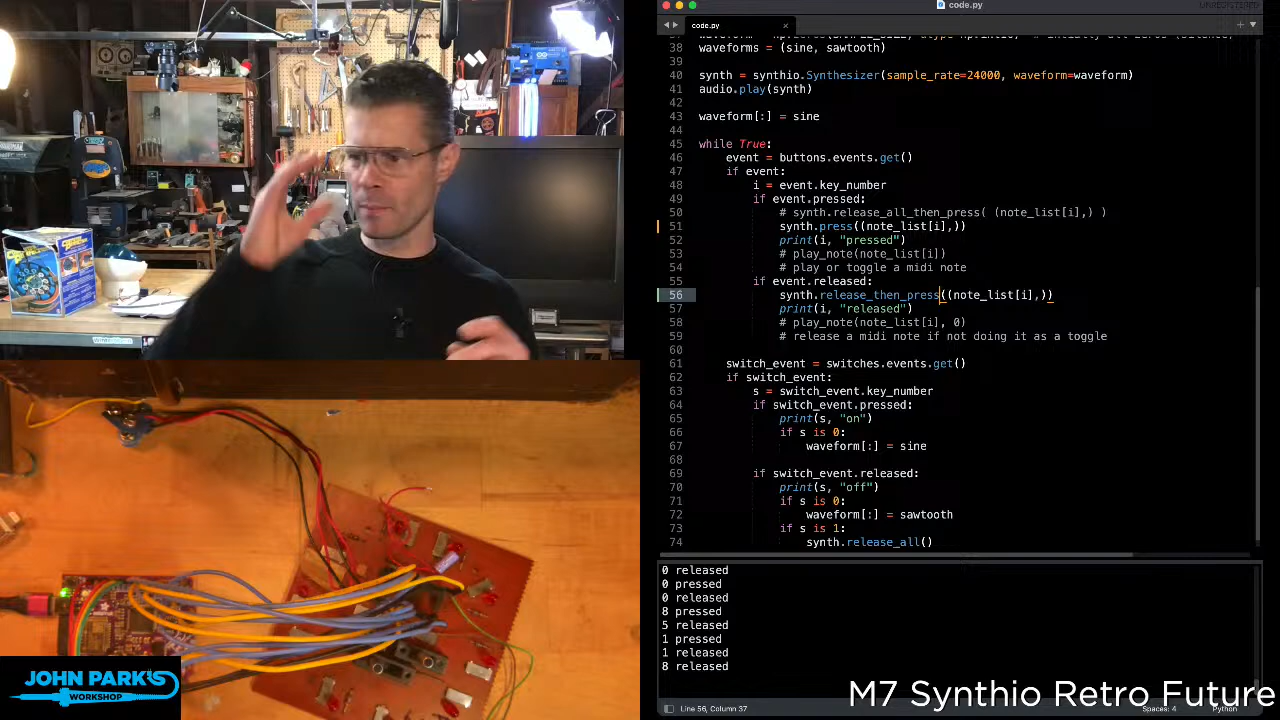 code.py
UNREGISTERED
code.py
38 waveforms = (sine, sawtooth)
39
40 synth = synthio.Synthesizer(sample_rate=24000, waveform=waveform)
41 audio.play(synth)
42
43 waveform[:] = sine
44
45 while True:
46 event = buttons.events.get()
47 if event:
48 i = event.key_number
49 if event.pressed:
50 # synth.release_all_then_press( (note_list[i],) )
51 synth.press((note_list[i],))
52 print(i, "pressed")
53 # play_note(note_list[i])
54 # play or toggle a midi note
55 if event.released:
56 synth.release_then_press((note_list[i],))
57 print(i, "released")
58 # play_note(note_list[i], 0)
59 # release a midi note if not doing it as a toggle
60
61 switch_event = switches.events.get()
62 if switch_event:
63 s = switch_event.key_number
64 if switch_event.pressed:
65 print(s, "on")
66 if s is 0:
67 waveform[:] = sine
68
69 if switch_event.released:
70 print(s, "off")
71 if s is 0:
72 waveform[:] = sawtooth
73 if s is 1:
74 synth.release_all()
0 released
0 pressed
0 released
8 pressed
5 released
1 pressed
1 released
8 released
Line 56, Column 37
Spaces: 4
Python
JOHN PARK'S
WORKSHOP
M7 Synthio Retro Future